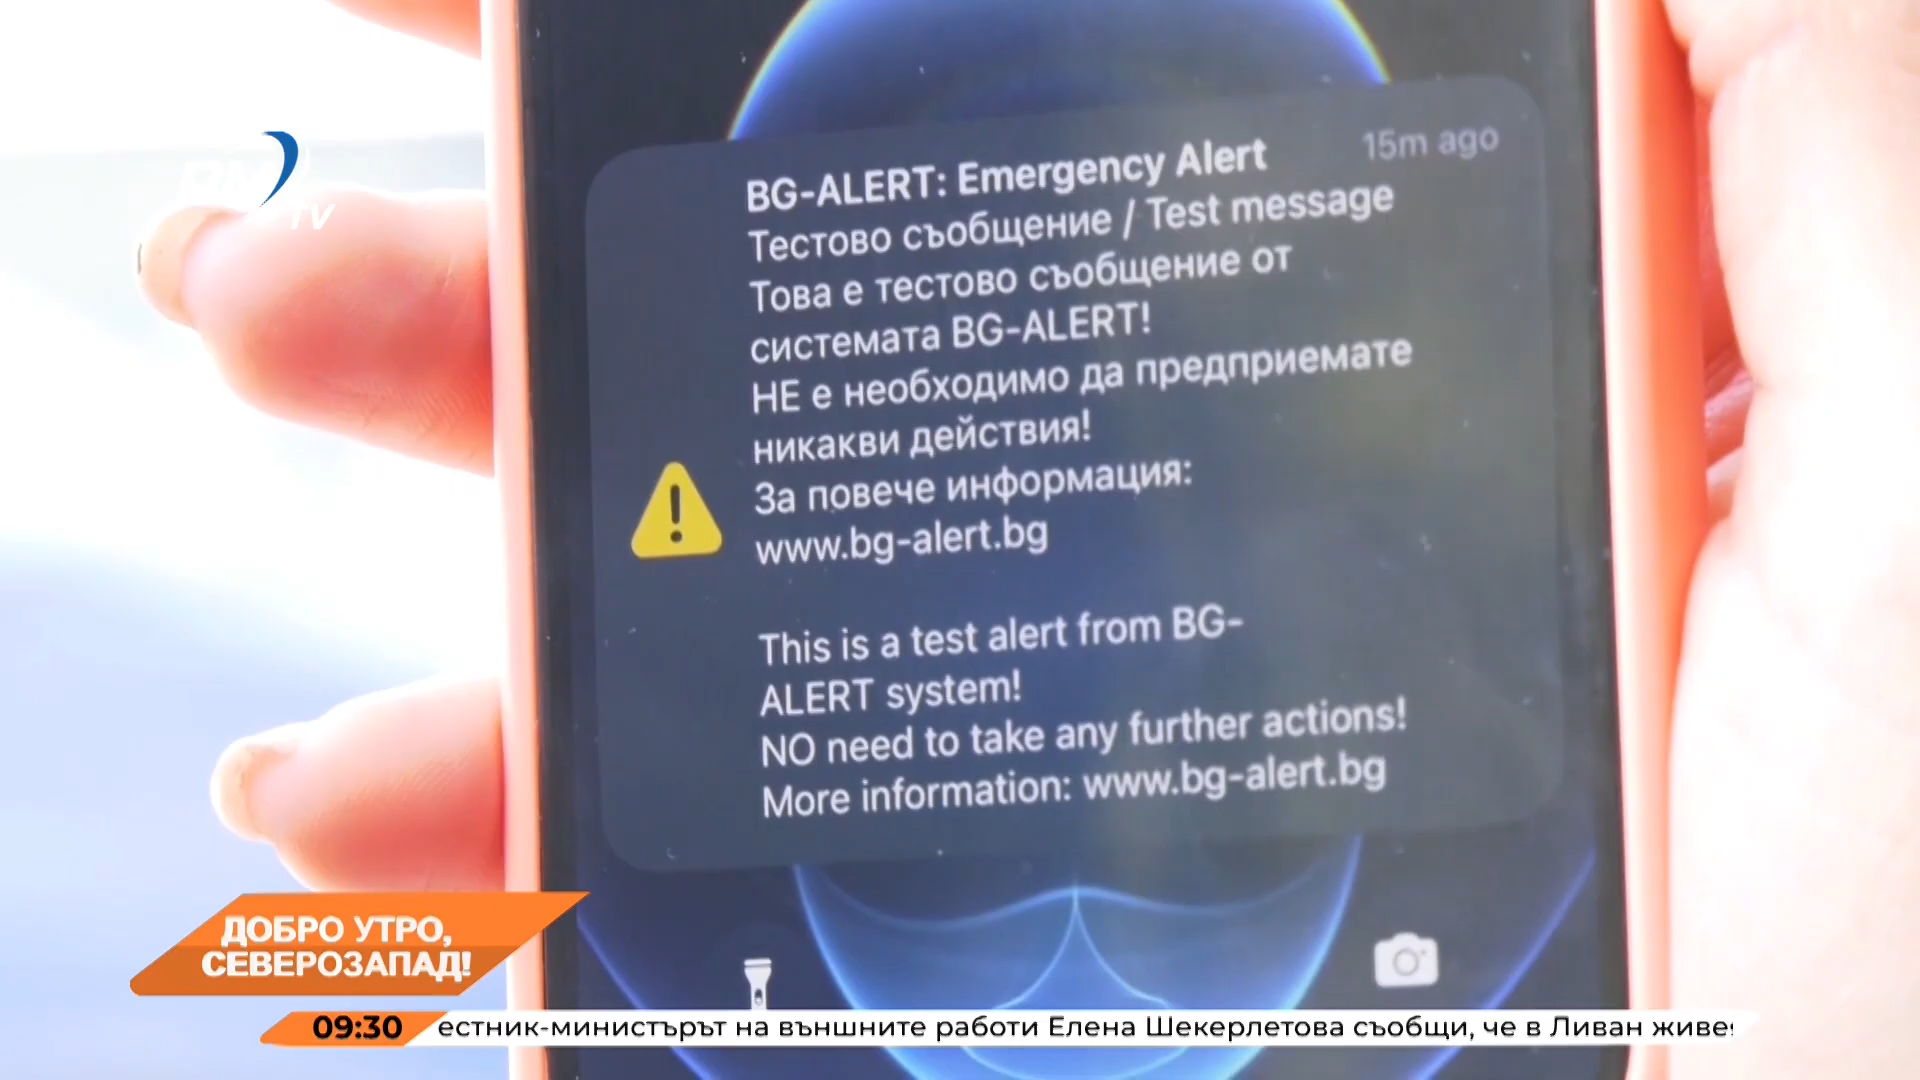 BG-ALERT: Emergency Alert
15m ago
Тестово съобщение / Test message
Това е тестово съобщение от
системата BG-ALERT!
НЕ е необходимо да предприемате
никакви действия!
За повече информация:
www.bg-alert.bg
This is a test alert from BG-
ALERT system!
NO need to take any further actions!
More information: www.bg-alert.bg
TV
ДОБРО УТРО,
СЕВЕРОЗАПАД!
09:30
естник-министърът на външните работи Елена Шекерлетова съобщи, че в Ливан живе